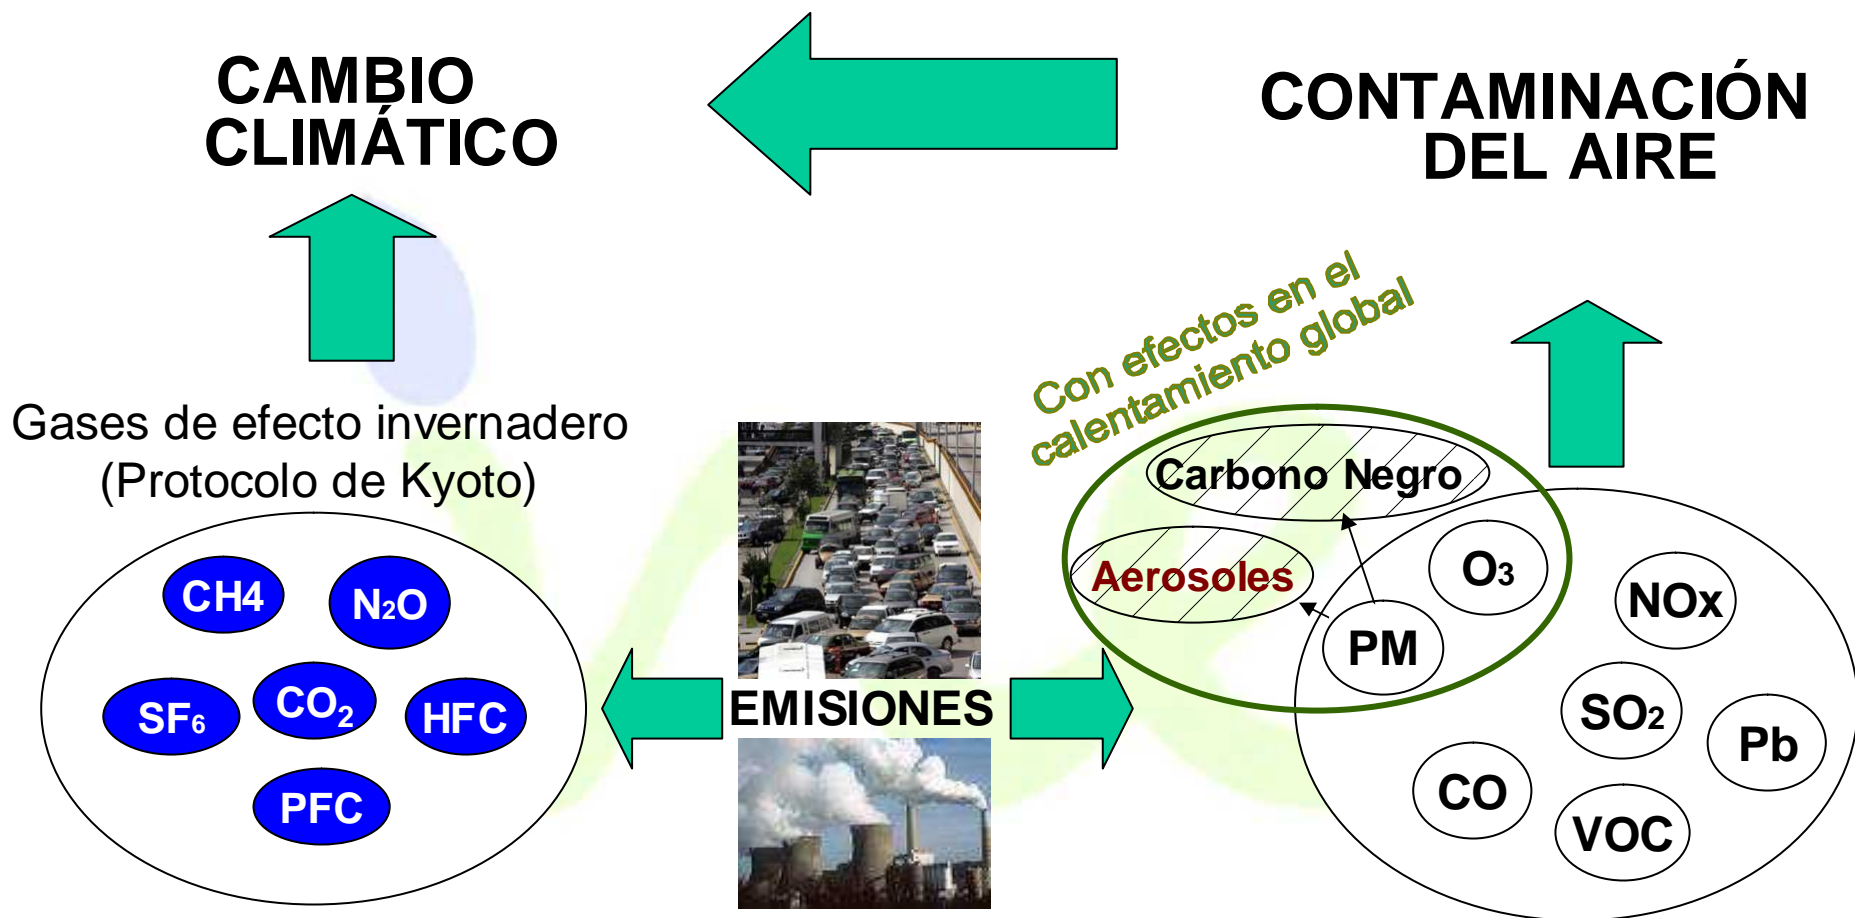 CAMBIO
CLIMÁTICO
CONTAMINACIÓN
DEL AIRE
Con efectos en el
calentamiento global
Gases de efecto invernadero
(Protocolo de Kyoto)
CH4
N2O
SF6
CO2
HFC
PFC
EMISIONES
Carbono Negro
Aerosoles
O3
PM
NOx
SO2
Pb
CO
VOC